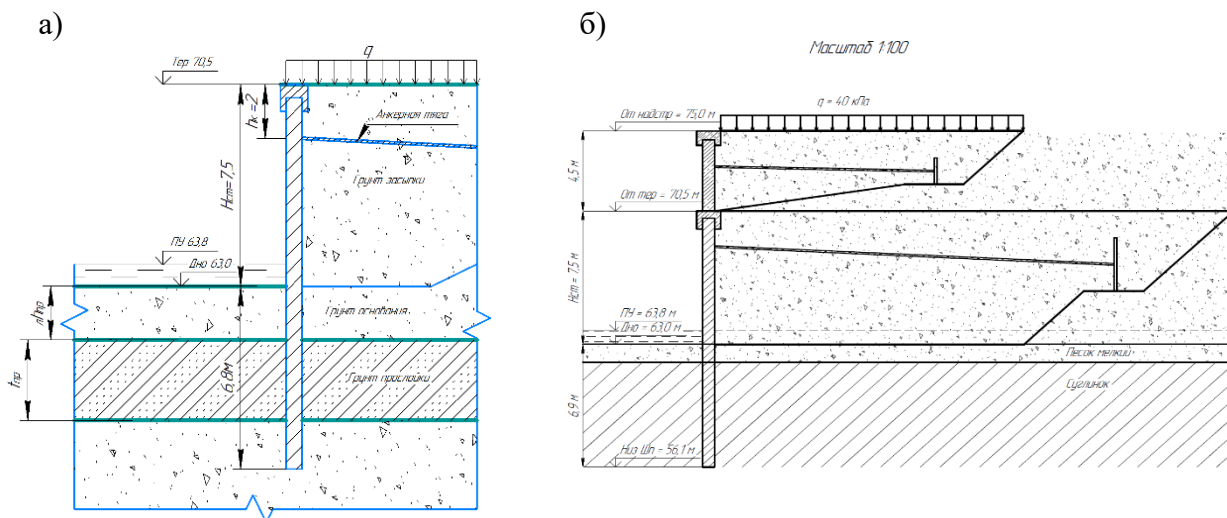 а)
q
Тер 70,5
hк=2
Анкерная тяга
Нст=7,5
Грунт засыпки
ПУ 63,8
Дно 63,0
Грунт основания
6,8м
tпр
Грунт прослойки
б)
Масштаб 1:100
q = 40 кПа
От надстр = 75,0 м
4,5 м
От тер = 70,5 м
Нст = 7,5 м
ПУ = 63,8 м
Дно = 63,0 м
Песок мелкий
Суглинок
6,9 м
Низ Шп = 56,1 м